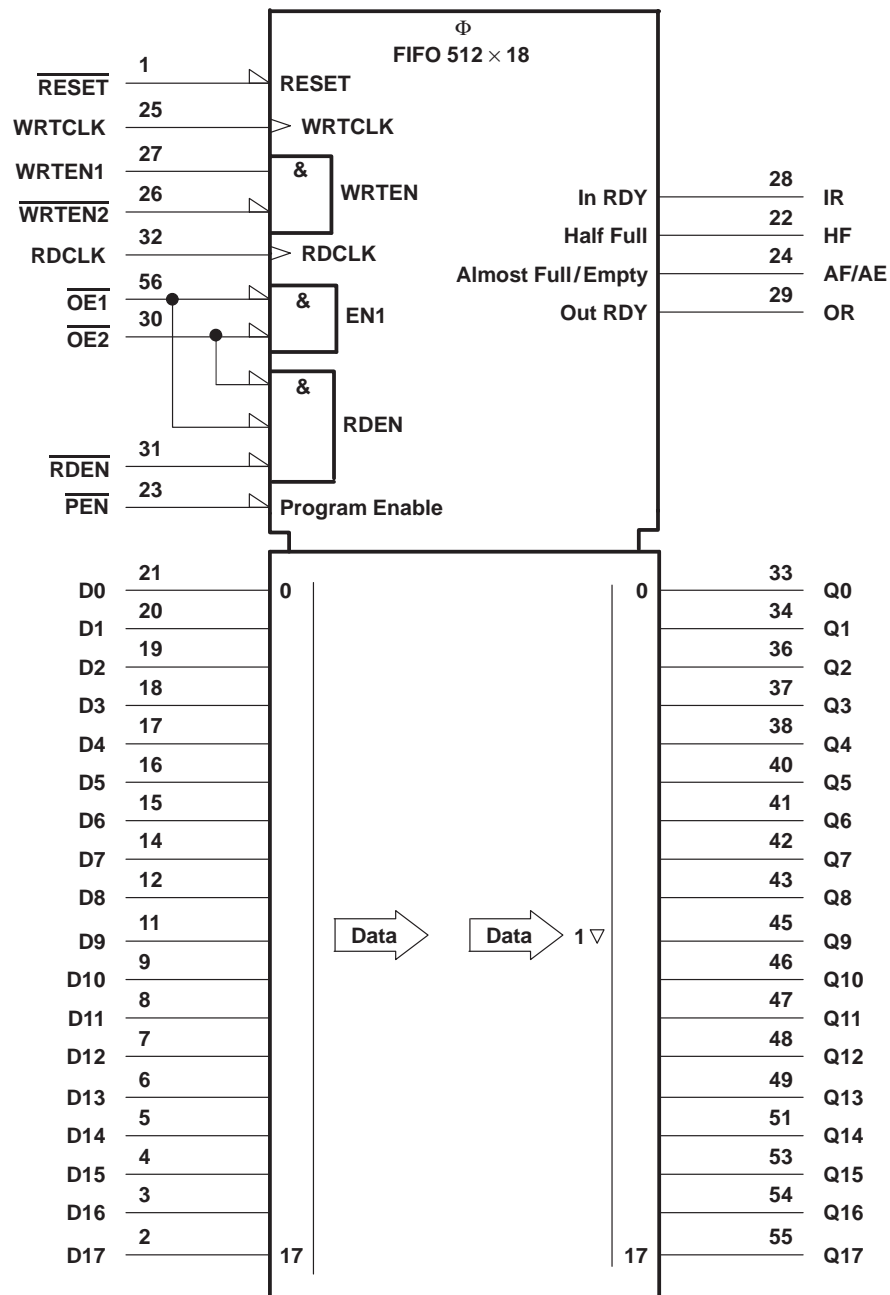 Φ
FIFO 512 × 18
RESET 1 RESET
WRTCLK 25 WRTCLK
WRTEN1 27
& WRTEN
WRTEN2 26
RDCLK 32 RDCLK
OE1 56
& EN1
OE2 30
& RDEN
RDEN 31
PEN 23 Program Enable
In RDY 28 IR
Half Full 22 HF
Almost Full/Empty 24 AF/AE
Out RDY 29 OR
D0 21 0 0 33 Q0
D1 20 34 Q1
D2 19 36 Q2
D3 18 37 Q3
D4 17 38 Q4
D5 16 40 Q5
D6 15 41 Q6
D7 14 42 Q7
D8 12 43 Q8
D9 11 Data Data 1 ▽ 45 Q9
D10 9 46 Q10
D11 8 47 Q11
D12 7 48 Q12
D13 6 49 Q13
D14 5 51 Q14
D15 4 53 Q15
D16 3 54 Q16
D17 2 17 17 55 Q17